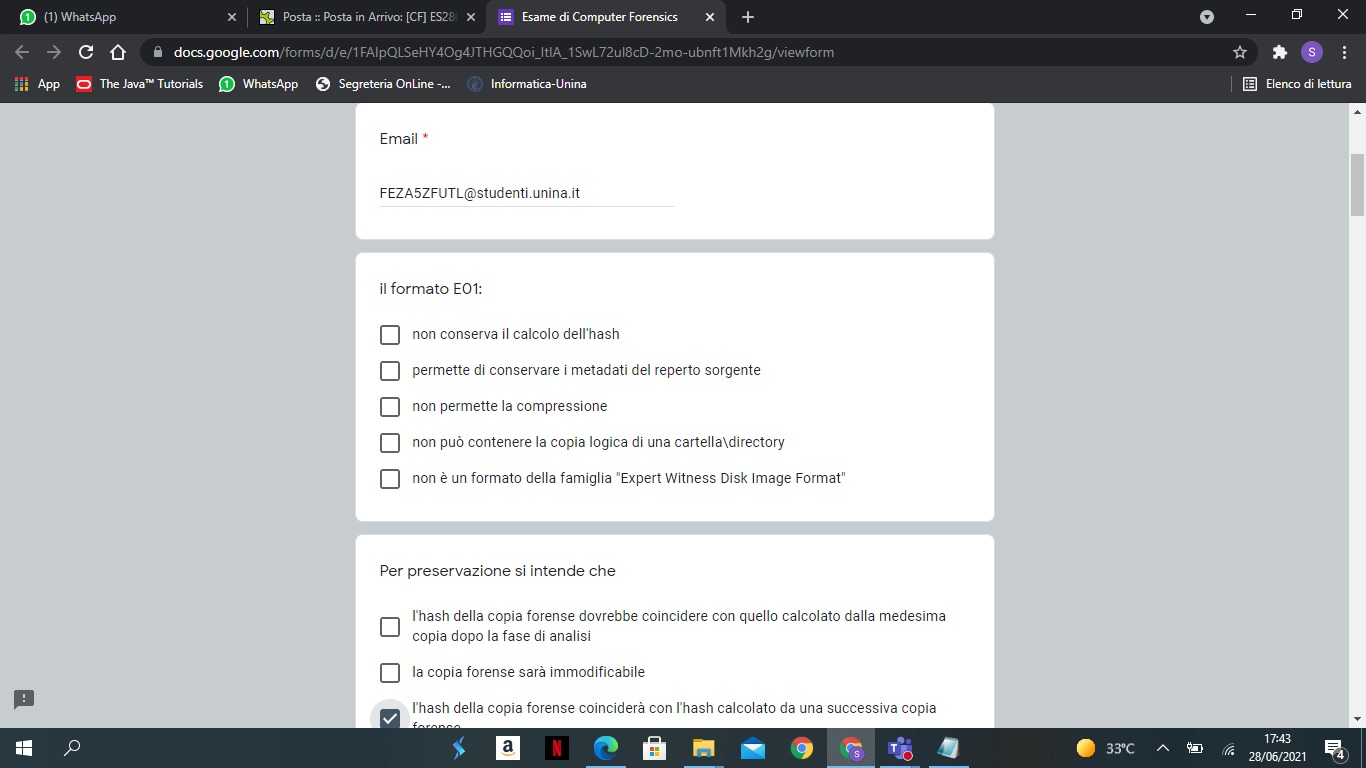 (1) WhatsApp
Posta :: Posta in Arrivo: [CF] ES28
Esame di Computer Forensics
docs.google.com/forms/d/e/1FAIpQLSeHY4Og4JTHGQQoi_ltIA_1SwL72ul8cD-2mo-ubnft1Mkh2g/viewform
S
App
The Java™ Tutorials
WhatsApp
Segreteria OnLine -...
Informatica-Unina
Elenco di lettura
Email *
FEZA5ZFUTL@studenti.unina.it
il formato E01:
non conserva il calcolo dell'hash
permette di conservare i metadati del reperto sorgente
non permette la compressione
non può contenere la copia logica di una cartella\directory
non è un formato della famiglia "Expert Witness Disk Image Format"
Per preservazione si intende che
l'hash della copia forense dovrebbe coincidere con quello calcolato dalla medesima
copia dopo la fase di analisi
la copia forense sarà immodificabile
l'hash della copia forense coinciderà con l'hash calcolato da una successiva copia
forense
33°C
17:43
28/06/2021
4